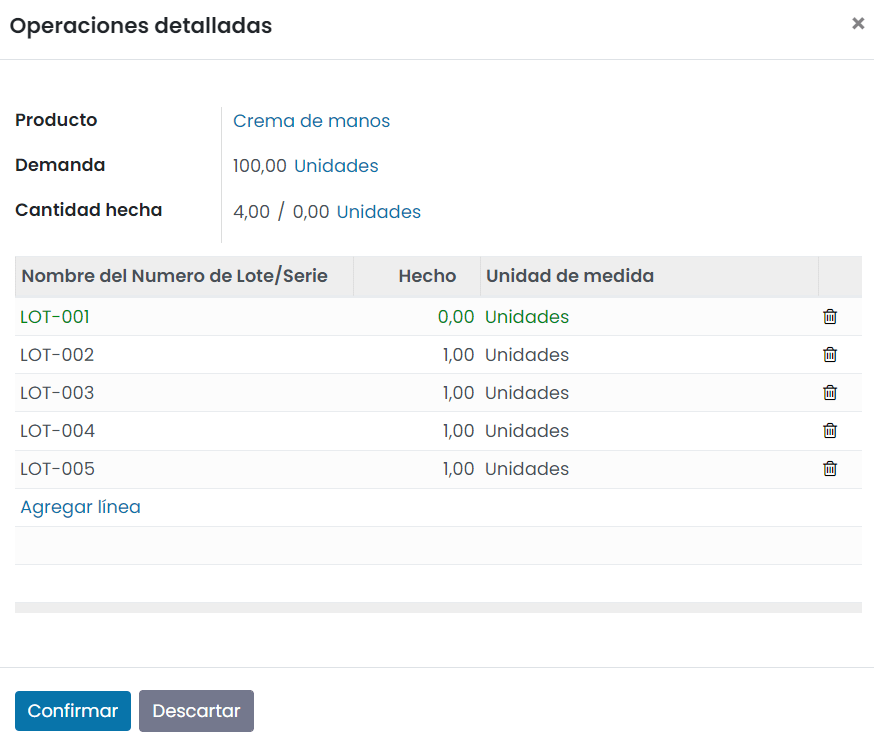 Operaciones detalladas ×
Producto Crema de manos
Demanda 100,00 Unidades
Cantidad hecha 4,00 / 0,00 Unidades
Nombre del Numero de Lote/Serie Hecho Unidad de medida
LOT-001 0,00 Unidades
LOT-002 1,00 Unidades
LOT-003 1,00 Unidades
LOT-004 1,00 Unidades
LOT-005 1,00 Unidades
Agregar línea
Confirmar Descartar